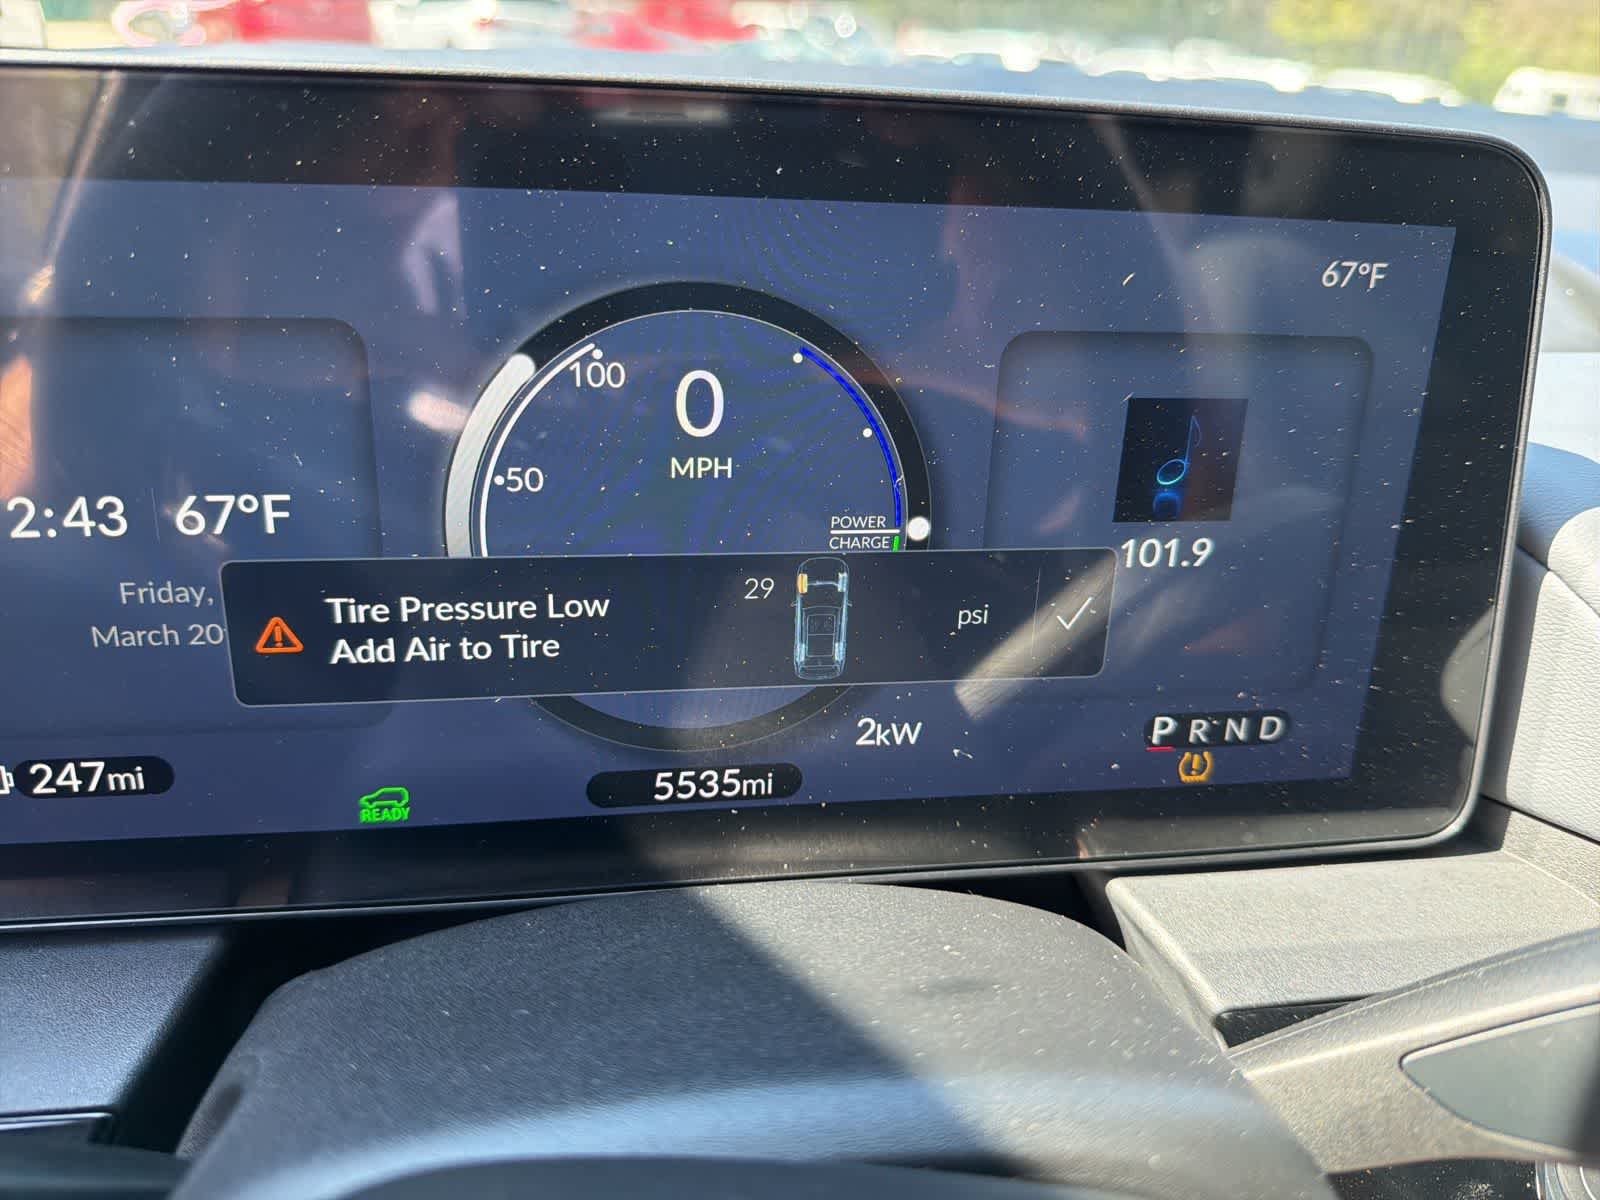 67°F
100
0
MPH
50
2:43 67°F
POWER
CHARGE
101.9
Friday,
March 20
Tire Pressure Low
Add Air to Tire
29
psi
2kW
P R N D
247mi
READY
5535mi